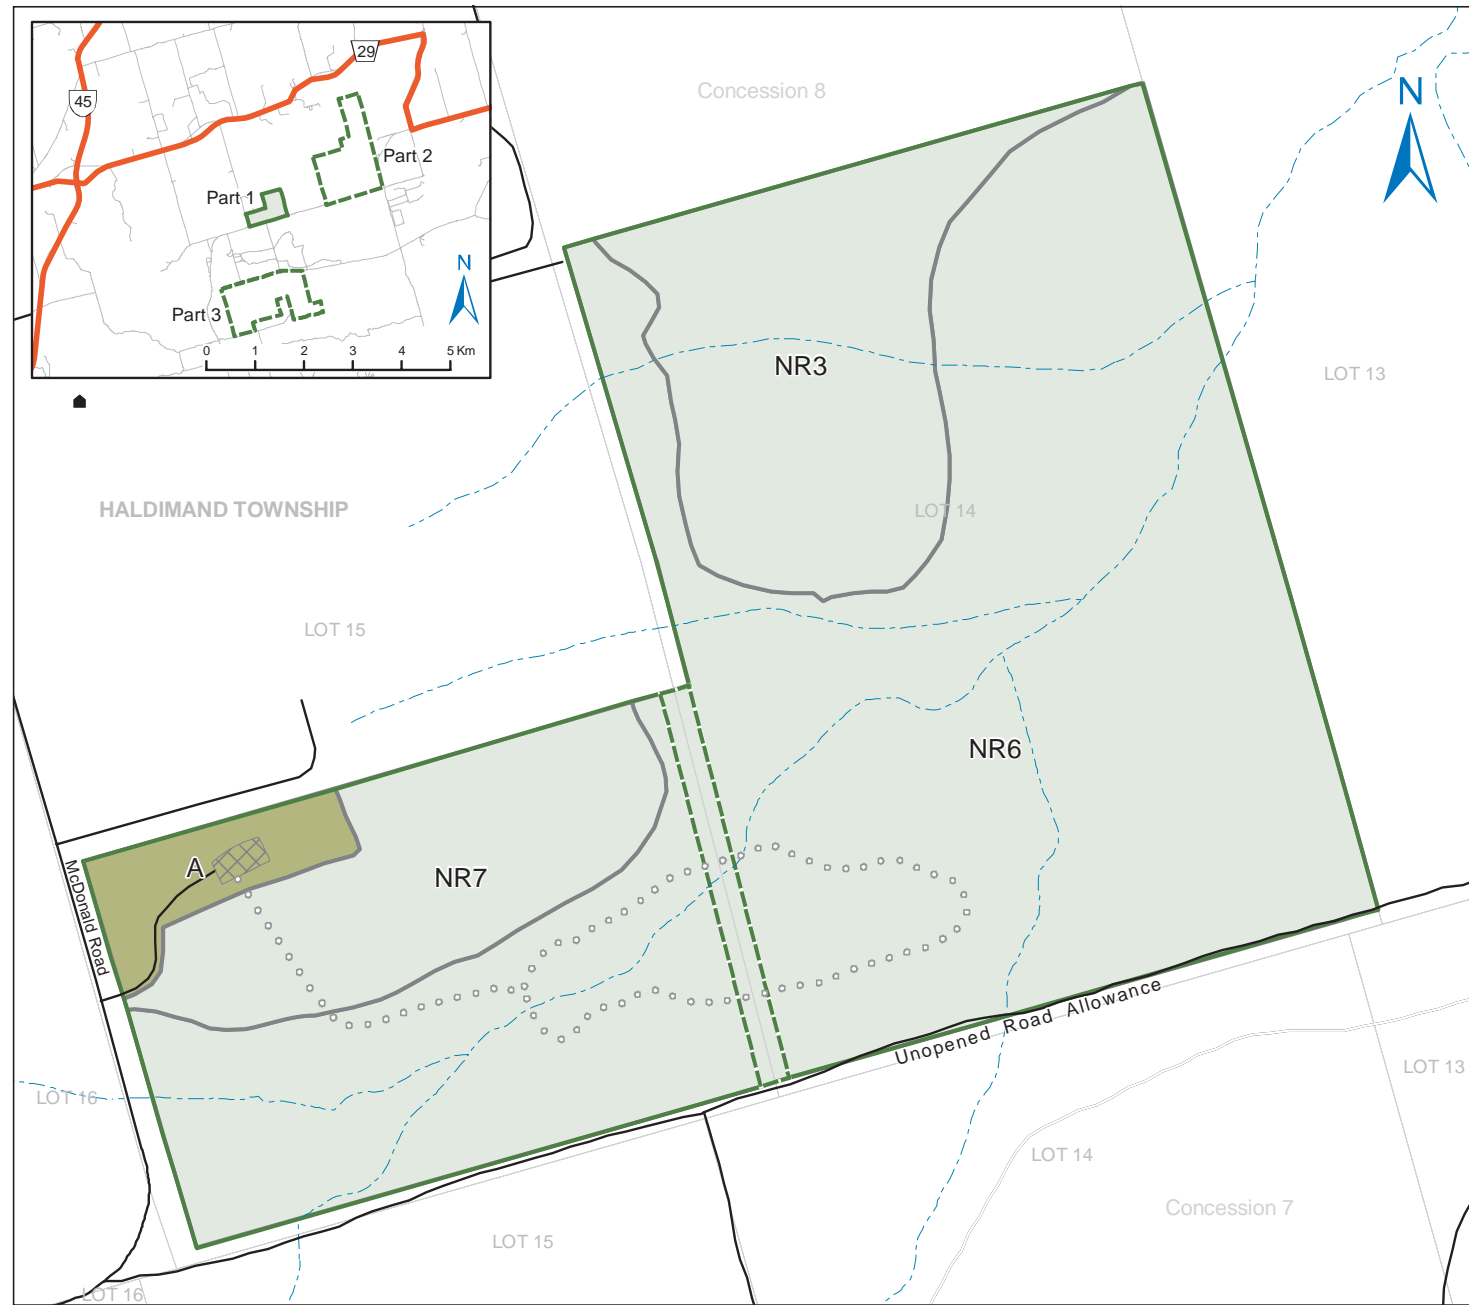 29
45
Part 2
Part 1
N
Part 3
0 1 2 3 4 5 Km
Concession 8
N
NR3
LOT 13
HALDIMAND TOWNSHIP
LOT 14
LOT 15
NR6
A
NR7
McDonald Road
Unopened Road Allowance
LOT 13
LOT 16
LOT 14
Concession 7
LOT 15
LOT 16